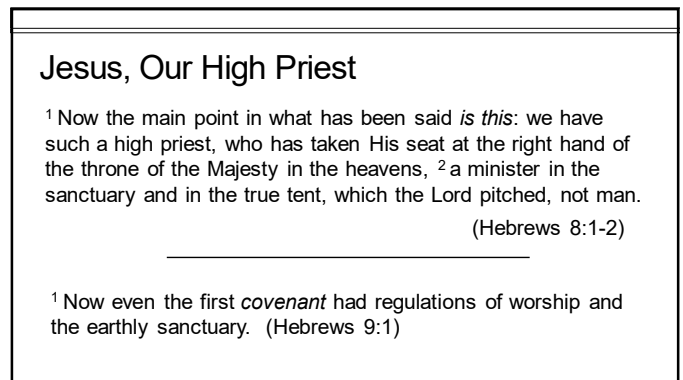 Jesus, Our High Priest
1 Now the main point in what has been said is this: we have
such a high priest, who has taken His seat at the right hand of
the throne of the Majesty in the heavens, 2 a minister in the
sanctuary and in the true tent, which the Lord pitched, not man.
(Hebrews 8:1-2)
1 Now even the first covenant had regulations of worship and
the earthly sanctuary. (Hebrews 9:1)